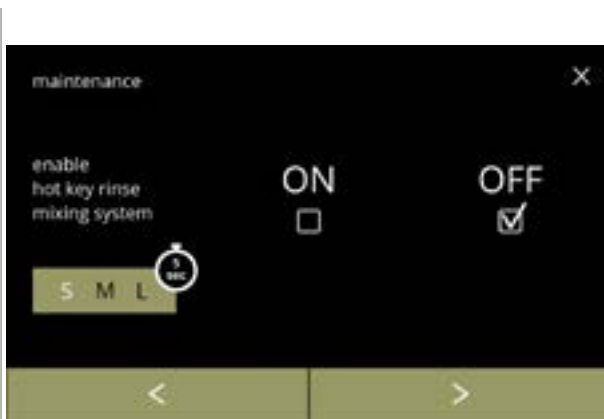 maintenance X
enable
hot key rinse
mixing system
ON OFF
5
sec
S M L
< >